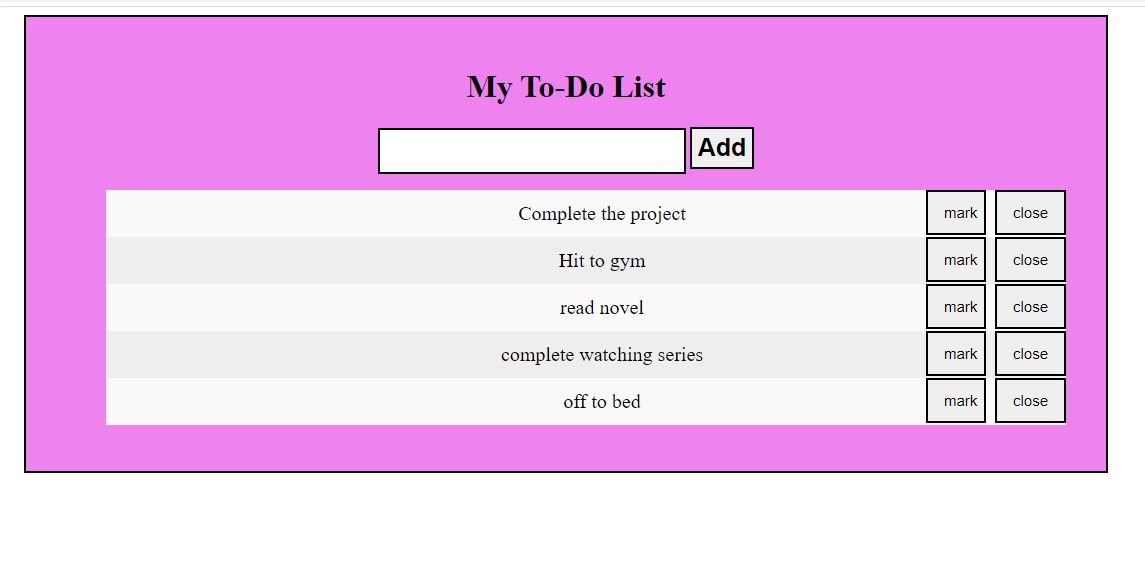 My To-Do List
Add
Complete the project mark close
Hit to gym mark close
read novel mark close
complete watching series mark close
off to bed mark close